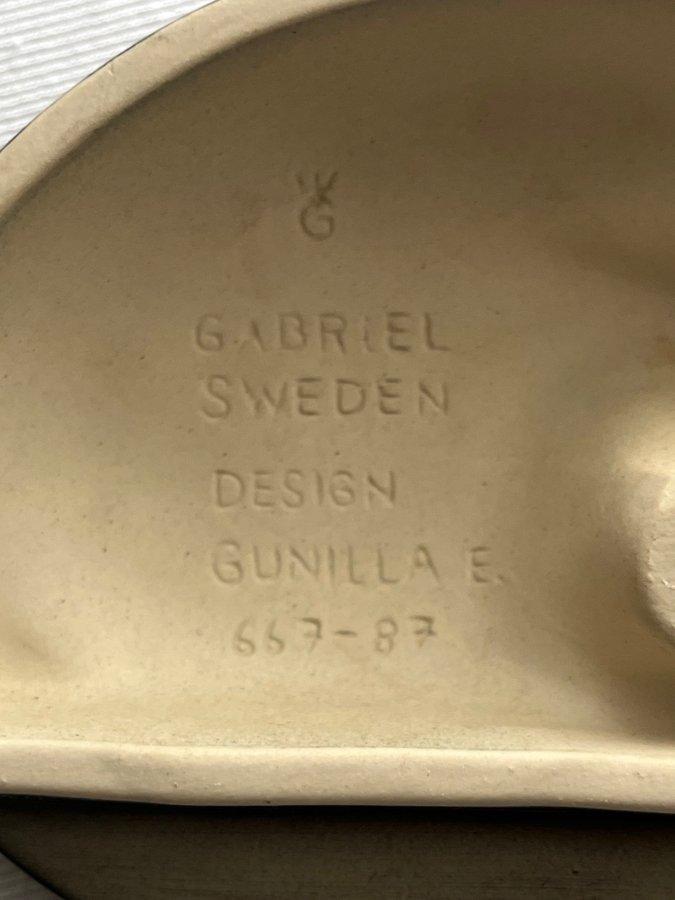 G
GABRIEL
SWEDEN
DESIGN
GUNILLA E.
667-87